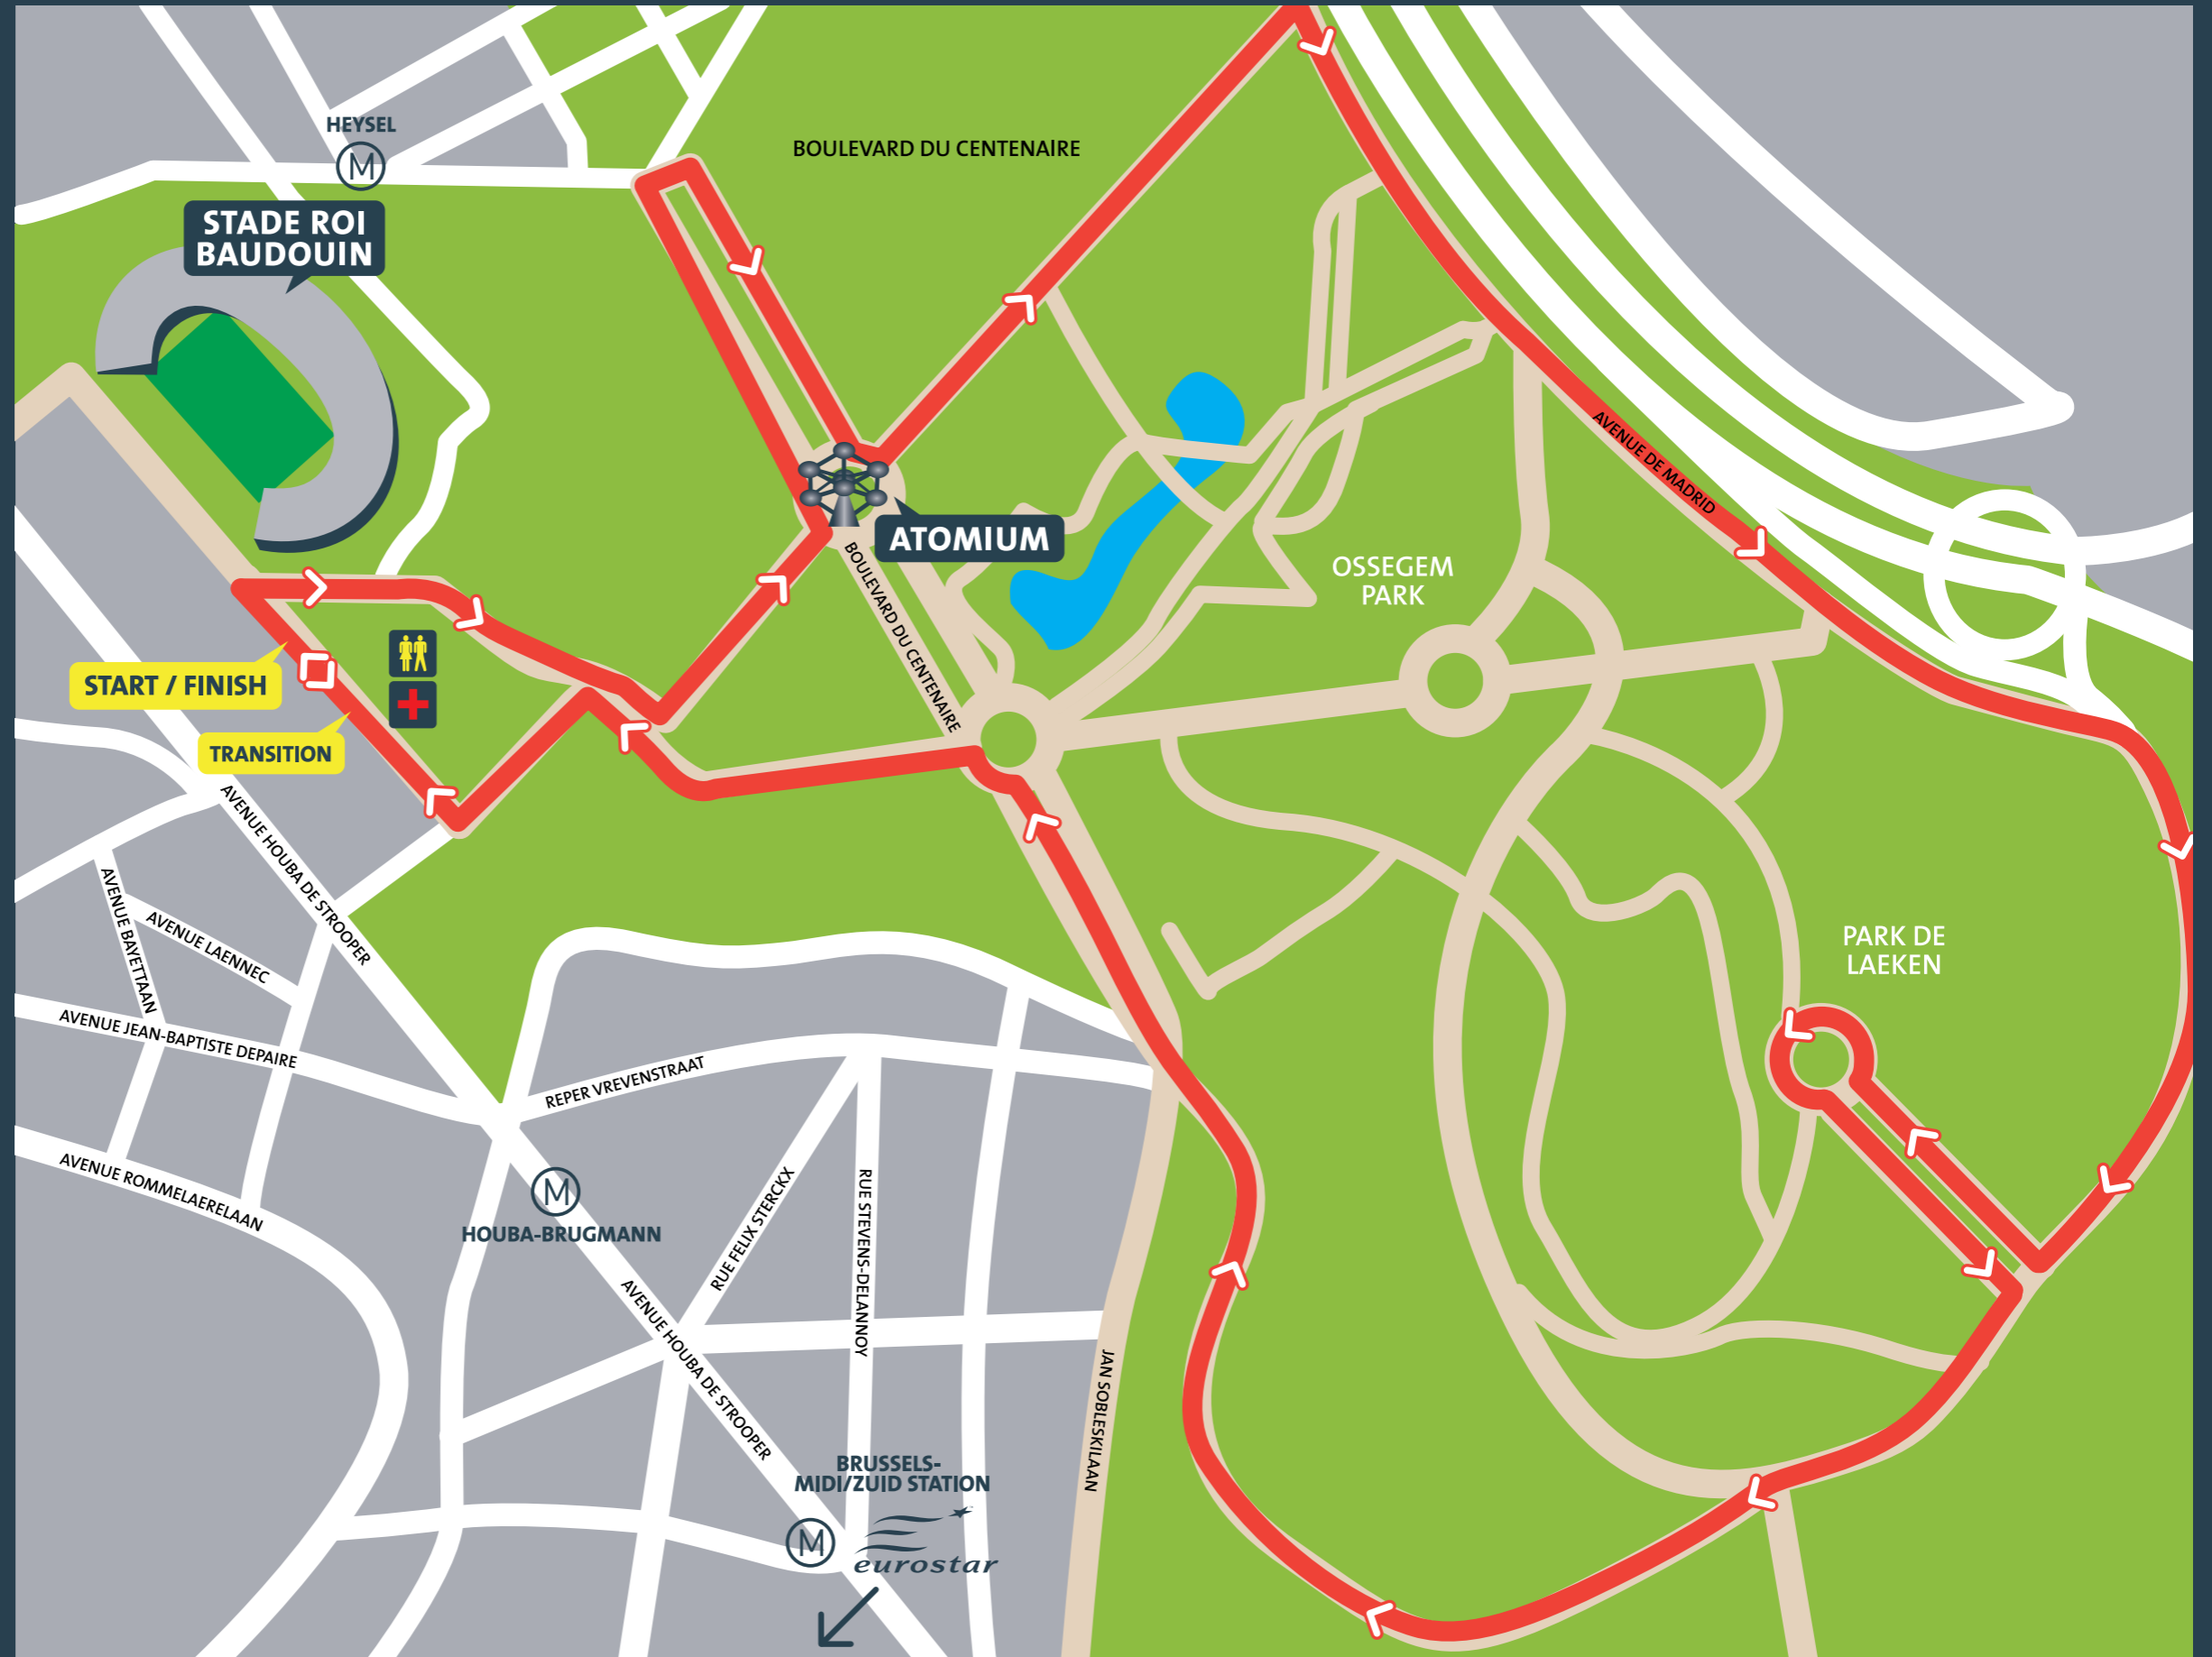 HEYSEL
M
BOULEVARD DU CENTENAIRE
STADE ROI
BAUDOUIN
AVENUE DE MADRID
ATOMIUM
BOULEVARD DU CENTENAIRE
OSSEGEM
PARK
START / FINISH
TRANSITION
AVENUE HOUBA DE STROOPER
AVENUE BAYETTAAN
AVENUE LAENNEC
PARK DE
LAEKEN
AVENUE JEAN-BAPTISTE DEPAIRE
REPER VREVENSTRAAT
AVENUE ROMMELAERELAAN
M
HOUBA-BRUGMANN
RUE FELIX STERCKX
RUE STEVENS-DELANNOY
AVENUE HOUBA DE STROOPER
JAN SOBLESKILAAN
BRUSSELS-
MIDI/ZUID STATION
M
eurostar